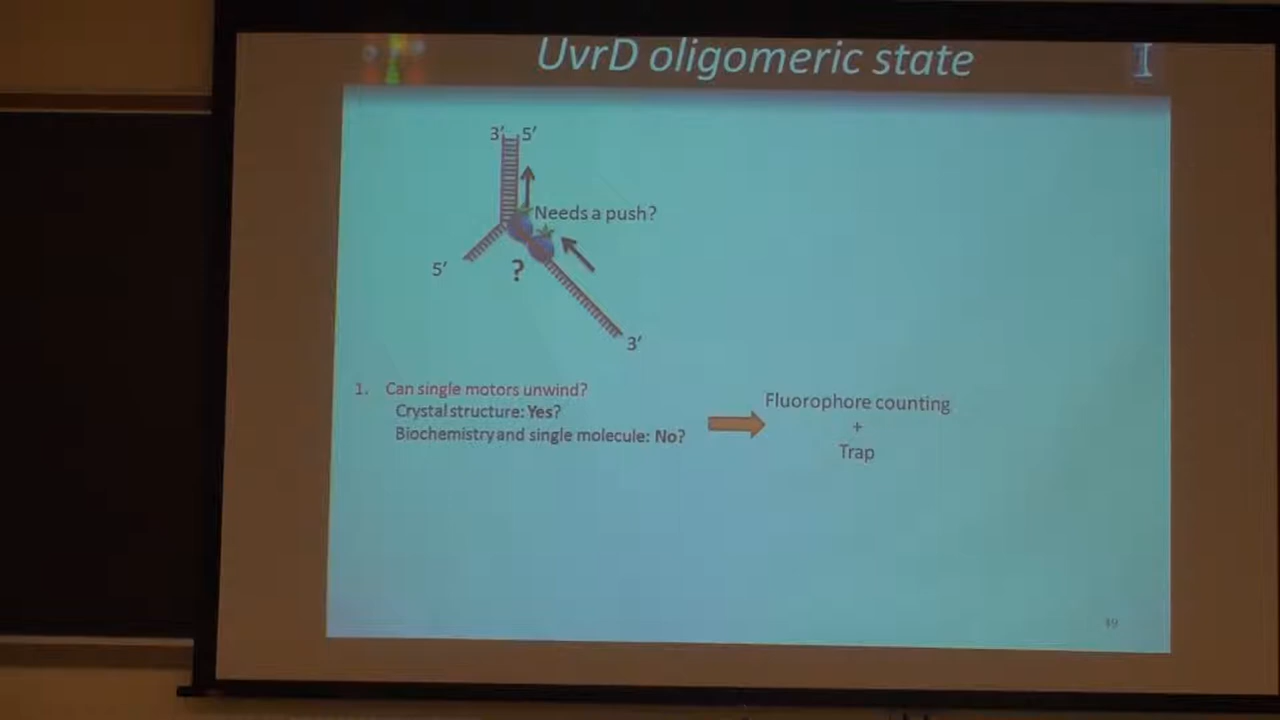 UvrD oligomeric state
I
3' 5'
Needs a push?
5'
?
3'
1. Can single motors unwind?
Crystal structure: Yes?
Biochemistry and single molecule: No?
Fluorophore counting
+
Trap
49